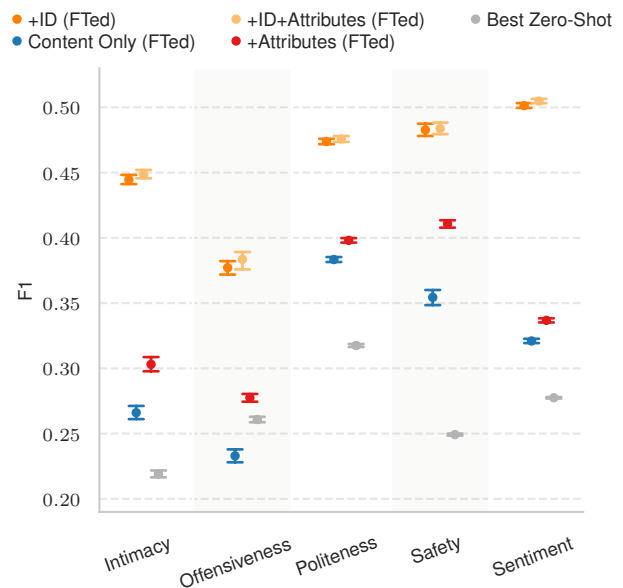 +ID (FTed) +ID+Attributes (FTed) Best Zero-Shot
Content Only (FTed) +Attributes (FTed)
0.50
0.45
0.40
0.35
0.30
0.25
0.20
F1
Intimacy Offensiveness Politeness Safety Sentiment